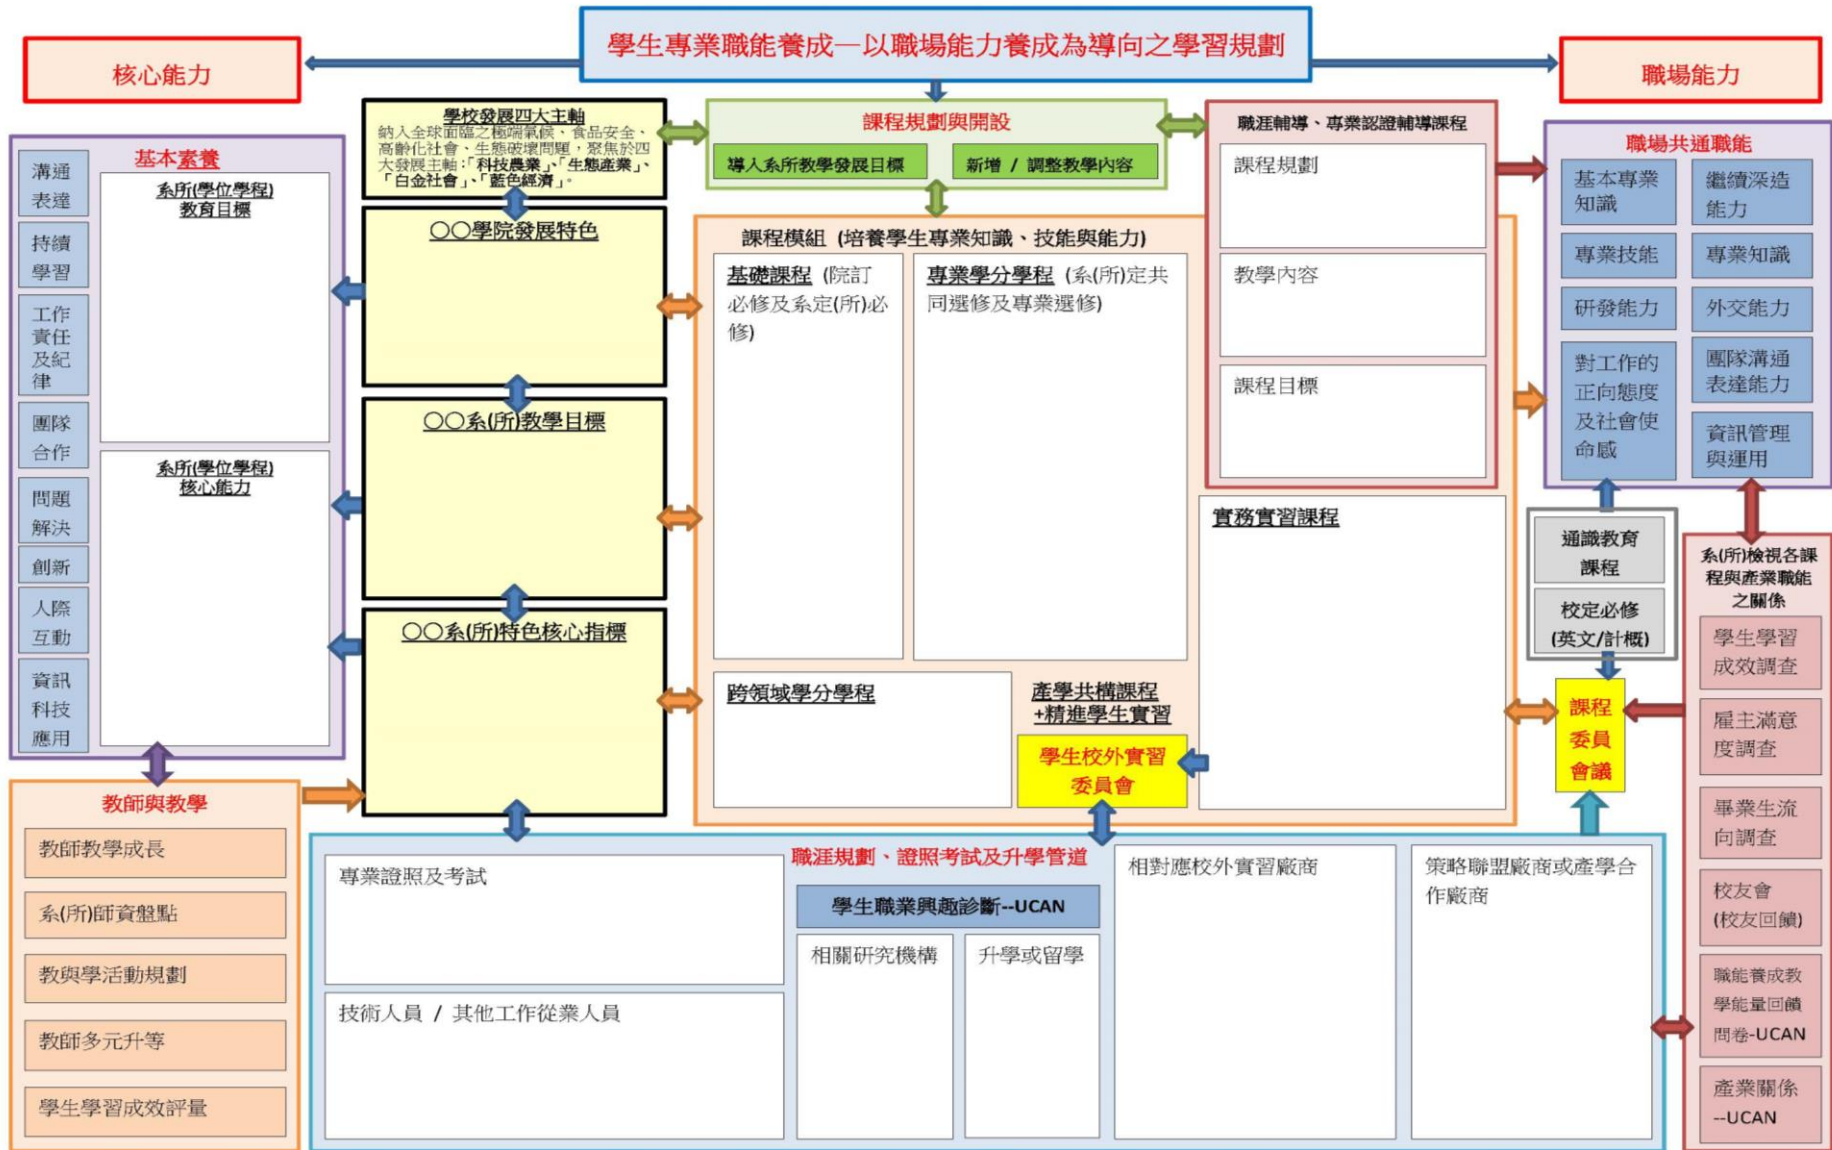 學生專業職能養成—以職場能力養成為導向之學習規劃
核心能力
職場能力
基本素養
溝通
表達
持續
學習
工作
責任
及紀
律
團隊
合作
問題
解決
創新
人際
互動
資訊
科技
應用
系所(學位學程)
教育目標
系所(學位學程)
核心能力
教師與教學
教師教學成長
系(所)師資盤點
教與學活動規劃
教師多元升等
學生學習成效評量
學校發展四大主軸
納入全球面臨之極端氣候、食品安全、
高齡化社會、生態破壞問題，聚焦於四
大發展主軸:「科技農業」、「生態產業」、
「白金社會」、「藍色經濟」。
〇〇學院發展特色
〇〇系(所)教學目標
〇〇系(所)特色核心指標
課程規劃與開設
導入系所教學發展目標
新增 / 調整教學內容
課程模組 (培養學生專業知識、技能與能力)
基礎課程 (院訂
必修及系定(所)必
修)
專業學分學程 (系(所)定共
同選修及專業選修)
跨領域學分學程
產學共構課程
+精進學生實習
學生校外實習
委員會
實務實習課程
職涯輔導、專業認證輔導課程
課程規劃
教學內容
課程目標
職場共通職能
基本專業
知識
繼續深造
能力
專業技能
專業知識
研發能力
外交能力
對工作的
正向態度
及社會使
命感
團隊溝通
表達能力
資訊管理
與運用
通識教育
課程
校定必修
(英文/計概)
課程
委員
會議
系(所)檢視各課
程與產業職能
之關係
學生學習
成效調查
雇主滿意
度調查
畢業生流
向調查
校友會
(校友回饋)
職能養成教
學能量回饋
問卷-UCAN
產業關係
--UCAN
職涯規劃、證照考試及升學管道
專業證照及考試
技術人員 / 其他工作從業人員
學生職業興趣診斷--UCAN
相關研究機構
升學或留學
相對應校外實習廠商
策略聯盟廠商或產學合
作廠商